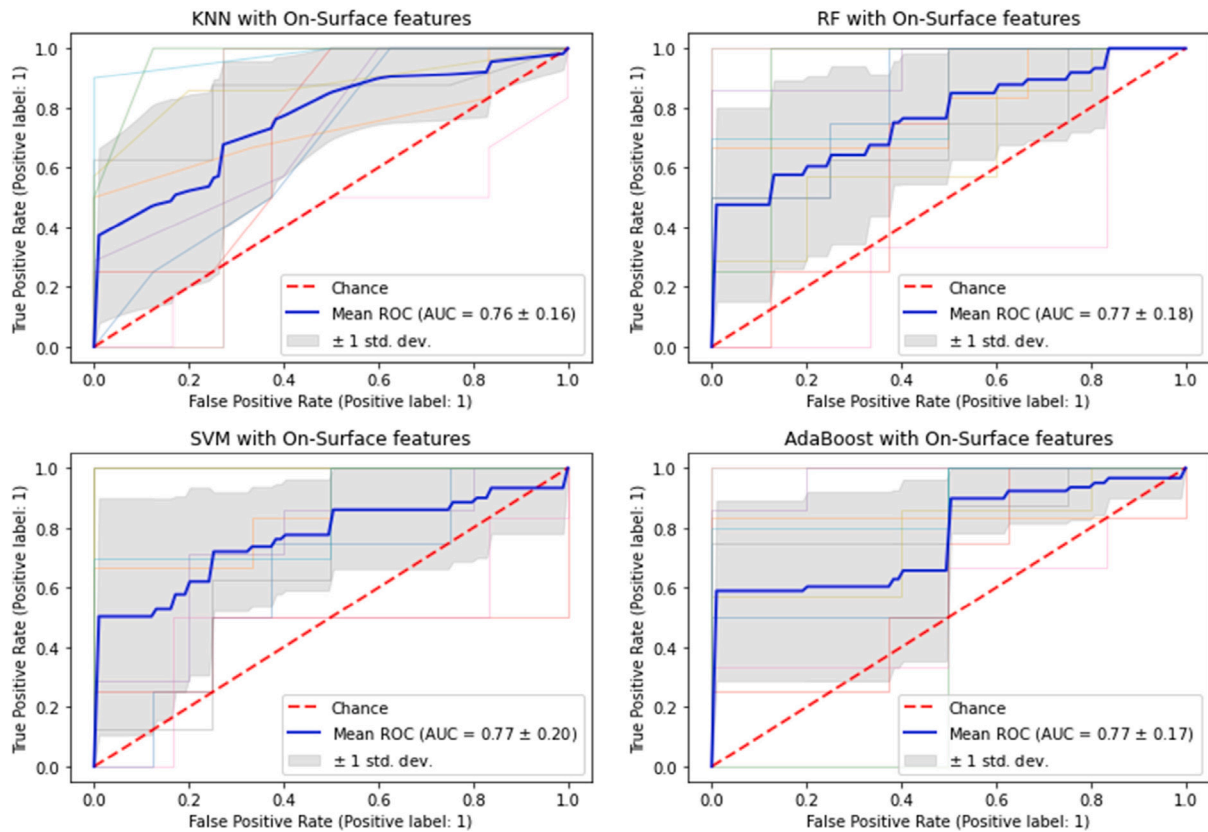 KNN with On-Surface features
True Positive Rate (Positive label: 1)
1.0
0.8
0.6
0.4
0.2
0.0
Chance
Mean ROC (AUC = 0.76 ± 0.16)
± 1 std. dev.
0.0 0.2 0.4 0.6 0.8 1.0
False Positive Rate (Positive label: 1)
RF with On-Surface features
True Positive Rate (Positive label: 1)
1.0
0.8
0.6
0.4
0.2
0.0
Chance
Mean ROC (AUC = 0.77 ± 0.18)
± 1 std. dev.
0.0 0.2 0.4 0.6 0.8 1.0
False Positive Rate (Positive label: 1)
SVM with On-Surface features
True Positive Rate (Positive label: 1)
1.0
0.8
0.6
0.4
0.2
0.0
Chance
Mean ROC (AUC = 0.77 ± 0.20)
± 1 std. dev.
0.0 0.2 0.4 0.6 0.8 1.0
False Positive Rate (Positive label: 1)
AdaBoost with On-Surface features
True Positive Rate (Positive label: 1)
1.0
0.8
0.6
0.4
0.2
0.0
Chance
Mean ROC (AUC = 0.77 ± 0.17)
± 1 std. dev.
0.0 0.2 0.4 0.6 0.8 1.0
False Positive Rate (Positive label: 1)